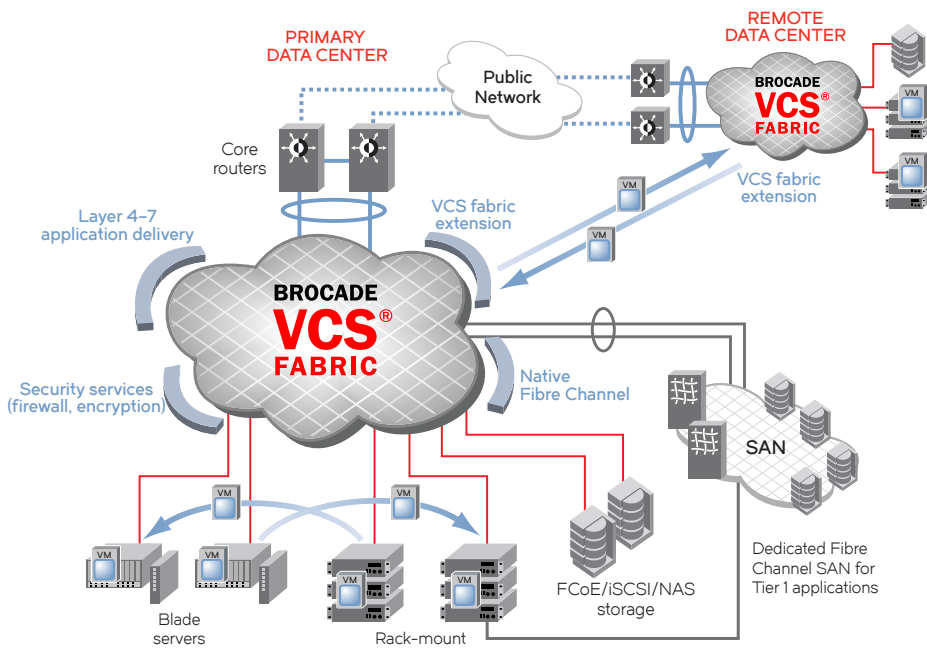 PRIMARY
DATA CENTER
REMOTE
DATA CENTER
Public
Network
BROCADE
VCS®
FABRIC
VM
VM
Core
routers
VCS fabric
extension
VM
VM
VCS fabric
extension
Layer 4–7
application delivery
BROCADE
VCS®
FABRIC
Security services
(firewall, encryption)
Native
Fibre Channel
SAN
VM
VM
VM
VM
VM
VM
FCoE/iSCSI/NAS
storage
Dedicated Fibre
Channel SAN for
Tier 1 applications
Blade
servers
Rack-mount